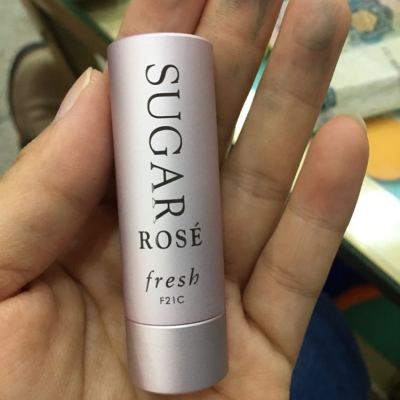 SUGAR
ROSÉ
fresh
F21C